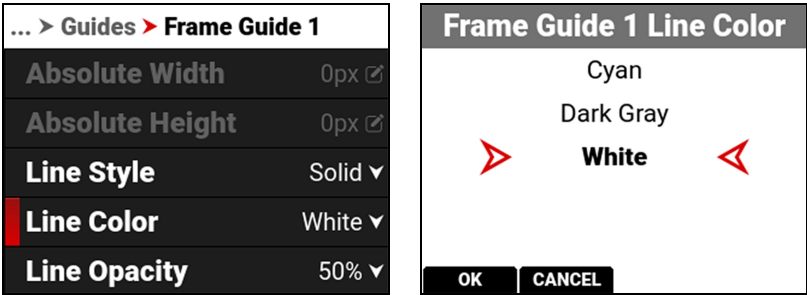 ... > Guides > Frame Guide 1
Absolute Width 0px
Absolute Height 0px
Line Style Solid
Line Color White
Line Opacity 50%
Frame Guide 1 Line Color
Cyan
Dark Gray
White
OK CANCEL